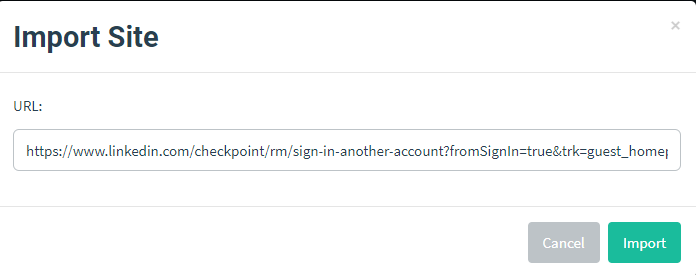 Import Site
×
URL:
https://www.linkedin.com/checkpoint/rm/sign-in-another-account?fromSignIn=true&trk=guest_homep
Cancel
Import